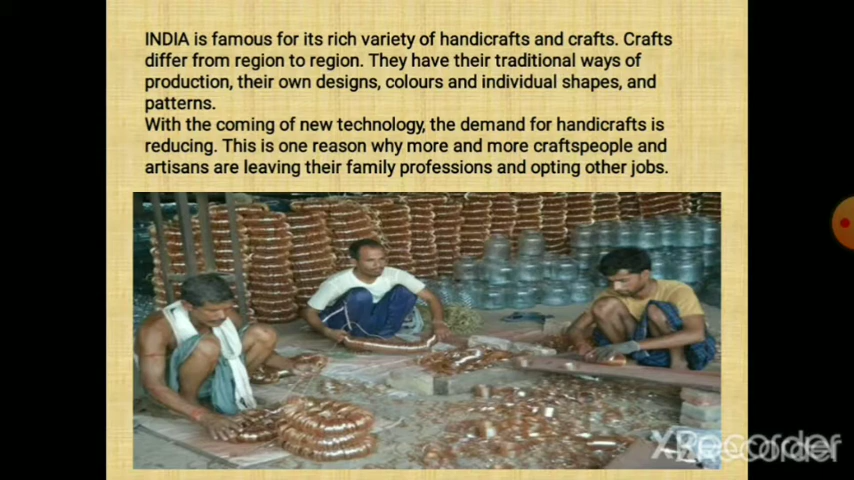 INDIA is famous for its rich variety of handicrafts and crafts. Crafts
differ from region to region. They have their traditional ways of
production, their own designs, colours and individual shapes, and
patterns.
With the coming of new technology, the demand for handicrafts is
reducing. This is one reason why more and more craftspeople and
artisans are leaving their family professions and opting other jobs.
XRecorder